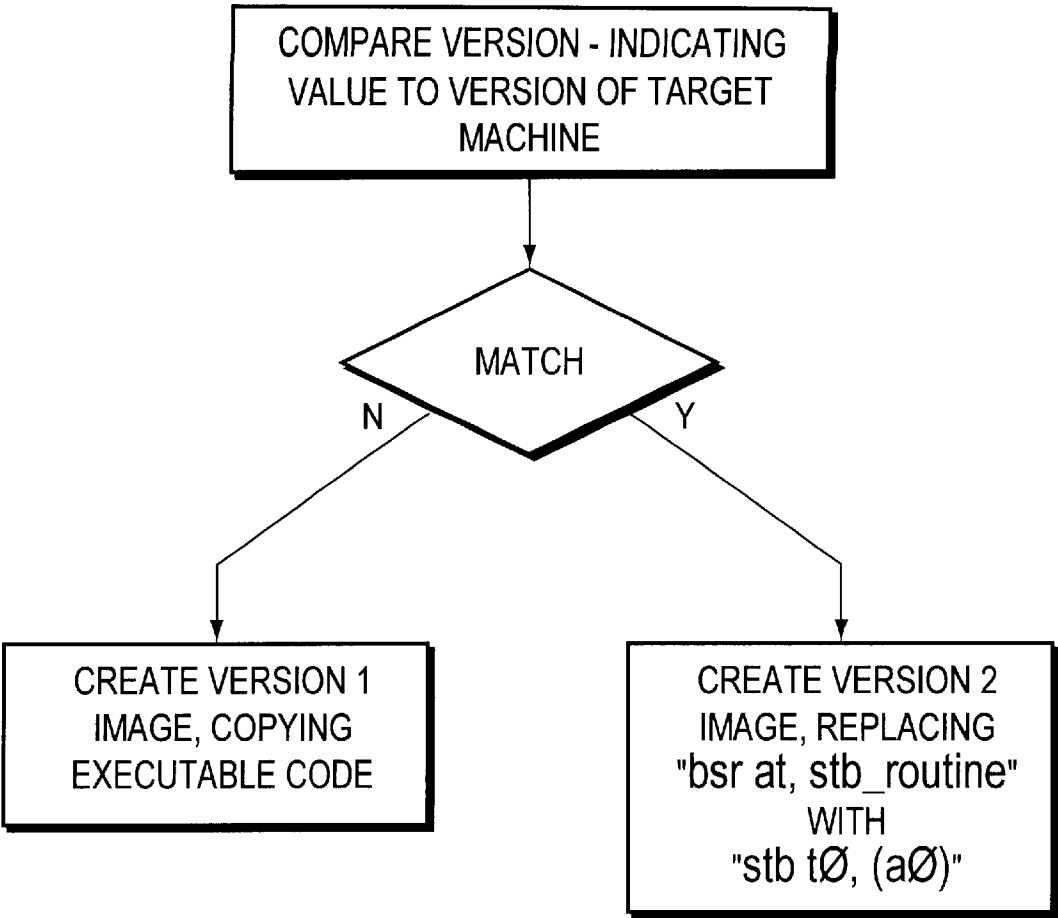 COMPARE VERSION - INDICATING
VALUE TO VERSION OF TARGET
MACHINE
MATCH
N
Y
CREATE VERSION 1
IMAGE, COPYING
EXECUTABLE CODE
CREATE VERSION 2
IMAGE, REPLACING
"bsr at, stb_routine"
WITH
"stb tØ, (aØ)"